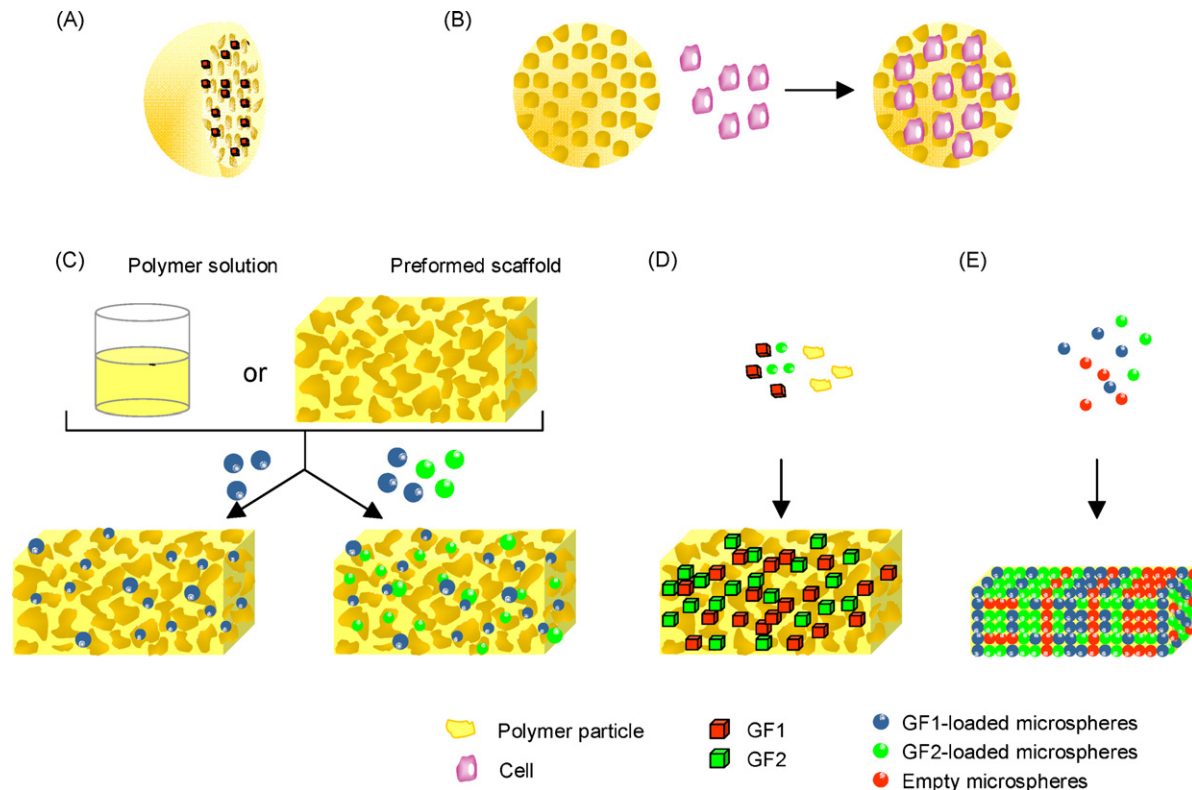 (A)
(B)
(C)
Polymer solution
Preformed scaffold
(D)
(E)
or
Polymer particle
Cell
GF1
GF2
GF1-loaded microspheres
GF2-loaded microspheres
Empty microspheres